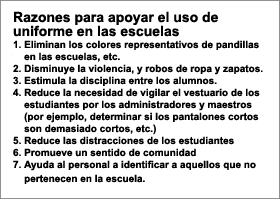 Razones para apoyar el uso de
uniforme en las escuelas
1. Eliminan los colores representativos de pandillas
en las escuelas, etc.
2. Disminuye la violencia, y robos de ropa y zapatos.
3. Estimula la disciplina entre los alumnos.
4. Reduce la necesidad de vigilar el vestuario de los
estudiantes por los administradores y maestros
(por ejemplo, determinar si los pantalones cortos
son demasiado cortos, etc.)
5. Reduce las distracciones de los estudiantes
6. Promueve un sentido de comunidad
7. Ayuda al personal a identificar a aquellos que no
pertenecen en la escuela.